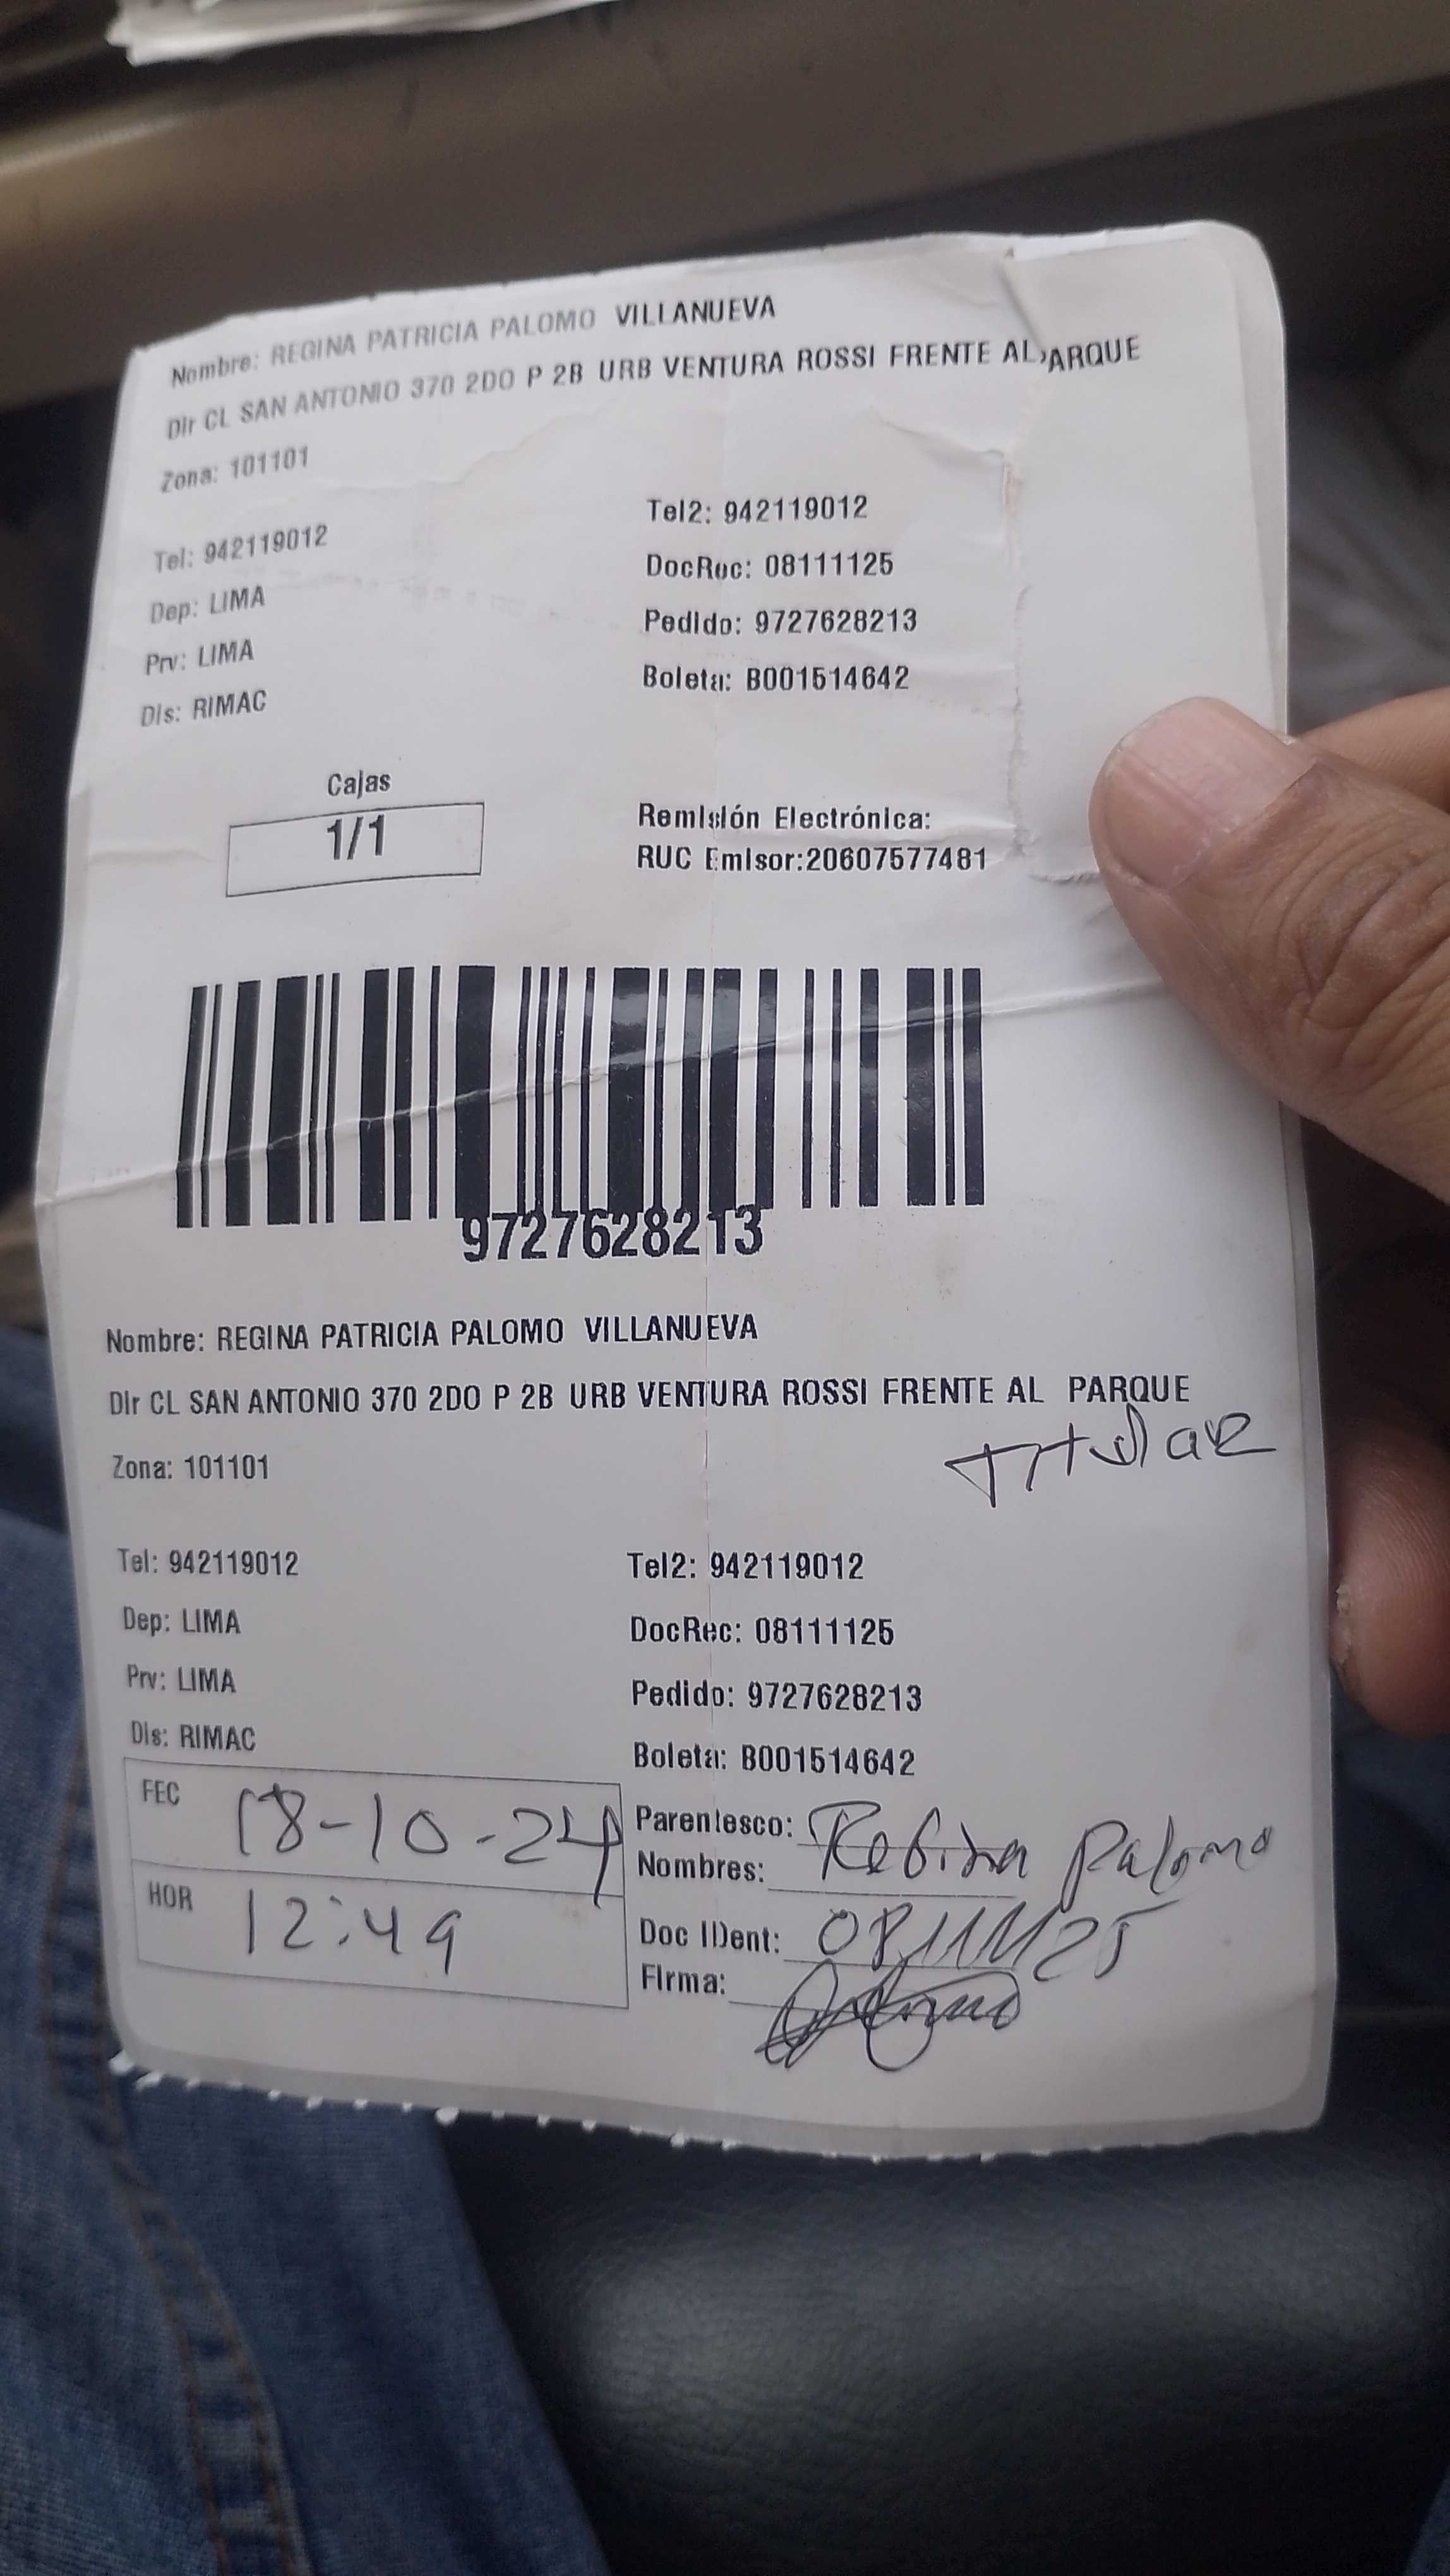 Nombre: REGINA PATRICIA PALOMO VILLANUEVA
Dir CL SAN ANTONIO 370 2DO P 2B URB VENTURA ROSSI FRENTE AL PARQUE
Zona: 101101
Tel: 942119012 Tel2: 942119012
Dep: LIMA DocRec: 08111125
Prv: LIMA Pedido: 9727628213
Dis: RIMAC Boleta: B001514642
Cajas
1/1
Remisión Electrónica:
RUC Emisor:20607577481
9727628213
Nombre: REGINA PATRICIA PALOMO VILLANUEVA
Dir CL SAN ANTONIO 370 2DO P 2B URB VENTURA ROSSI FRENTE AL PARQUE
Titular
Zona: 101101
Tel: 942119012 Tel2: 942119012
Dep: LIMA DocRec: 08111125
Prv: LIMA Pedido: 9727628213
Dis: RIMAC Boleta: B001514642
FEC 18-10-24
HOR 12:49
Parentesco:
Nombres: Regina Palomo
Doc IDent: 08111125
Firma: